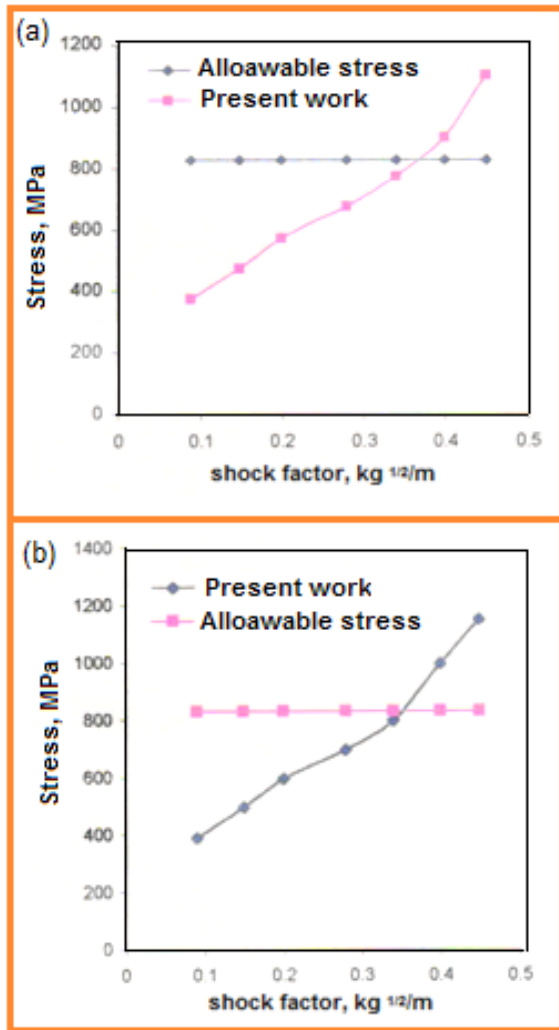 (a)
1200
Alloawable stress
Present work
1000
800
600
400
200
0
Stress, MPa
0 0.1 0.2 0.3 0.4 0.5
shock factor, kg 1/2/m
(b)
1400
Present work
1200
Alloawable stress
1000
800
600
400
200
0
Stress, MPa
0 0.1 0.2 0.3 0.4 0.5
shock factor, kg 1/2/m